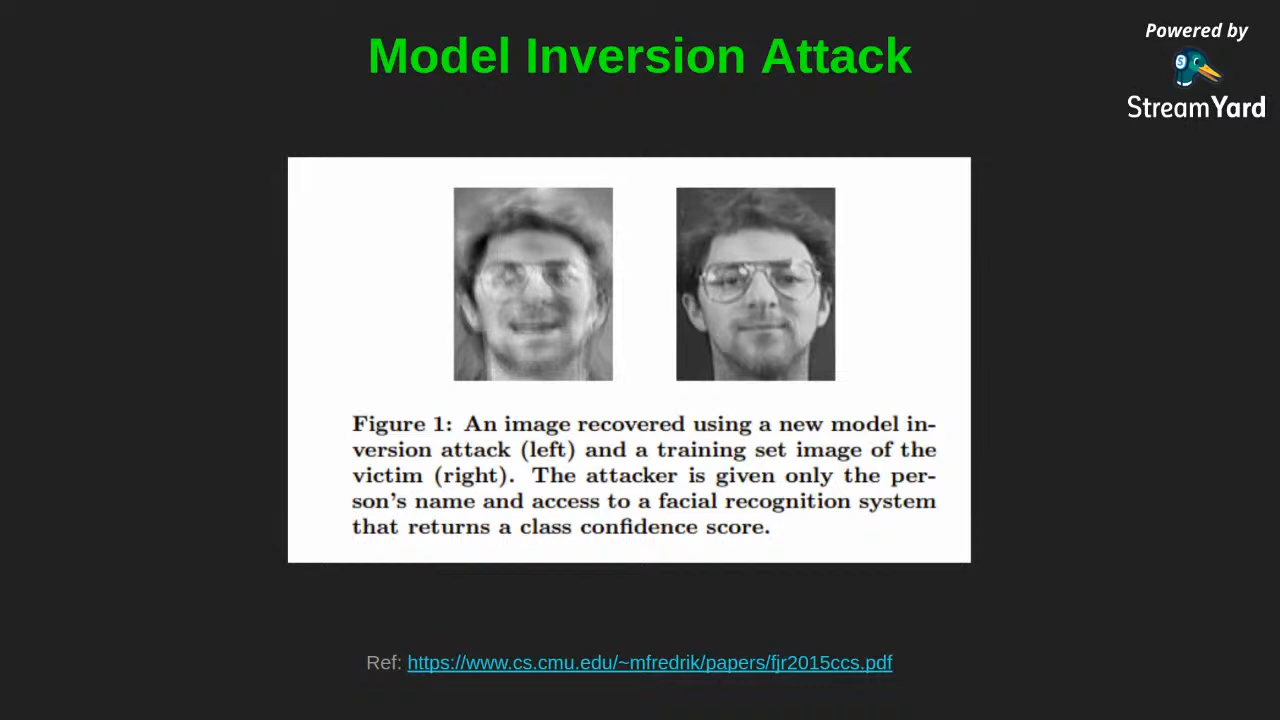 Model Inversion Attack
Powered by
StreamYard
Figure 1: An image recovered using a new model in-
version attack (left) and a training set image of the
victim (right). The attacker is given only the per-
son's name and access to a facial recognition system
that returns a class confidence score.
Ref: https://www.cs.cmu.edu/~mfredrik/papers/fjr2015ccs.pdf